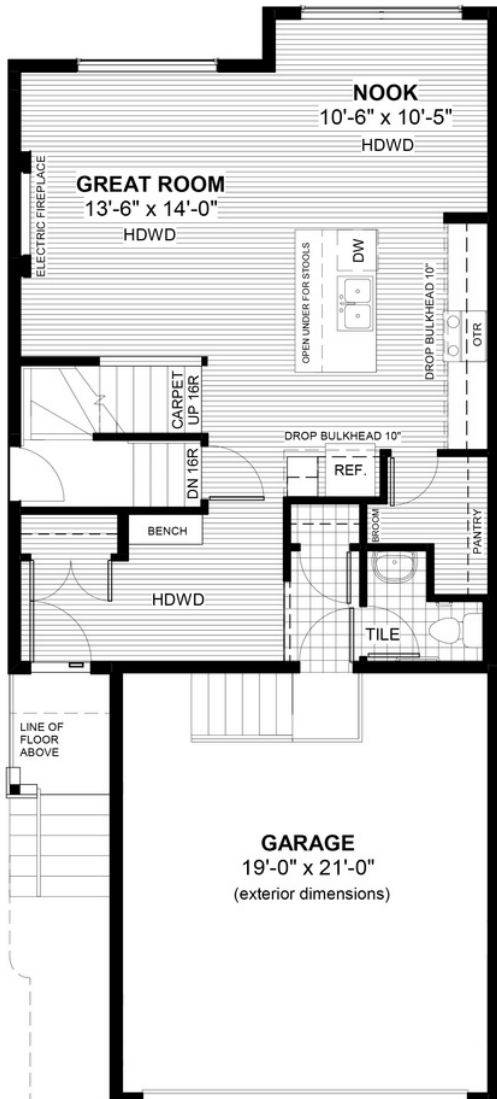 NOOK
10'-6" x 10'-5"
HDWD
ELECTRIC FIREPLACE
GREAT ROOM
13'-6" x 14'-0"
HDWD
OPEN UNDER FOR STOOLS
DW
DROP BULKHEAD 10"
OTR
CARPET
UP 16R
DROP BULKHEAD 10"
DN 16R
REF.
BENCH
BROOM
PANTRY
HDWD
TILE
LINE OF
FLOOR
ABOVE
GARAGE
19'-0" x 21'-0"
(exterior dimensions)